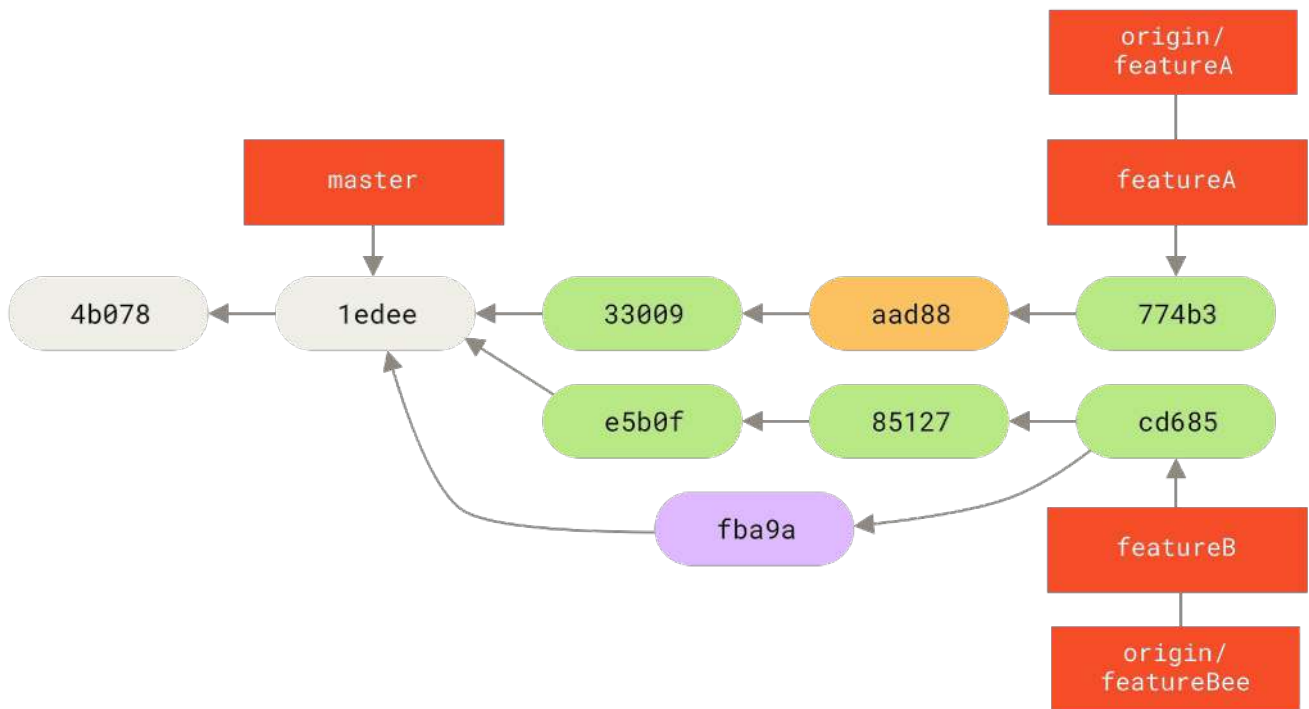 origin/
featureA
master
featureA
4b078
1edee
33009
aad88
774b3
e5b0f
85127
cd685
fba9a
featureB
origin/
featureBee